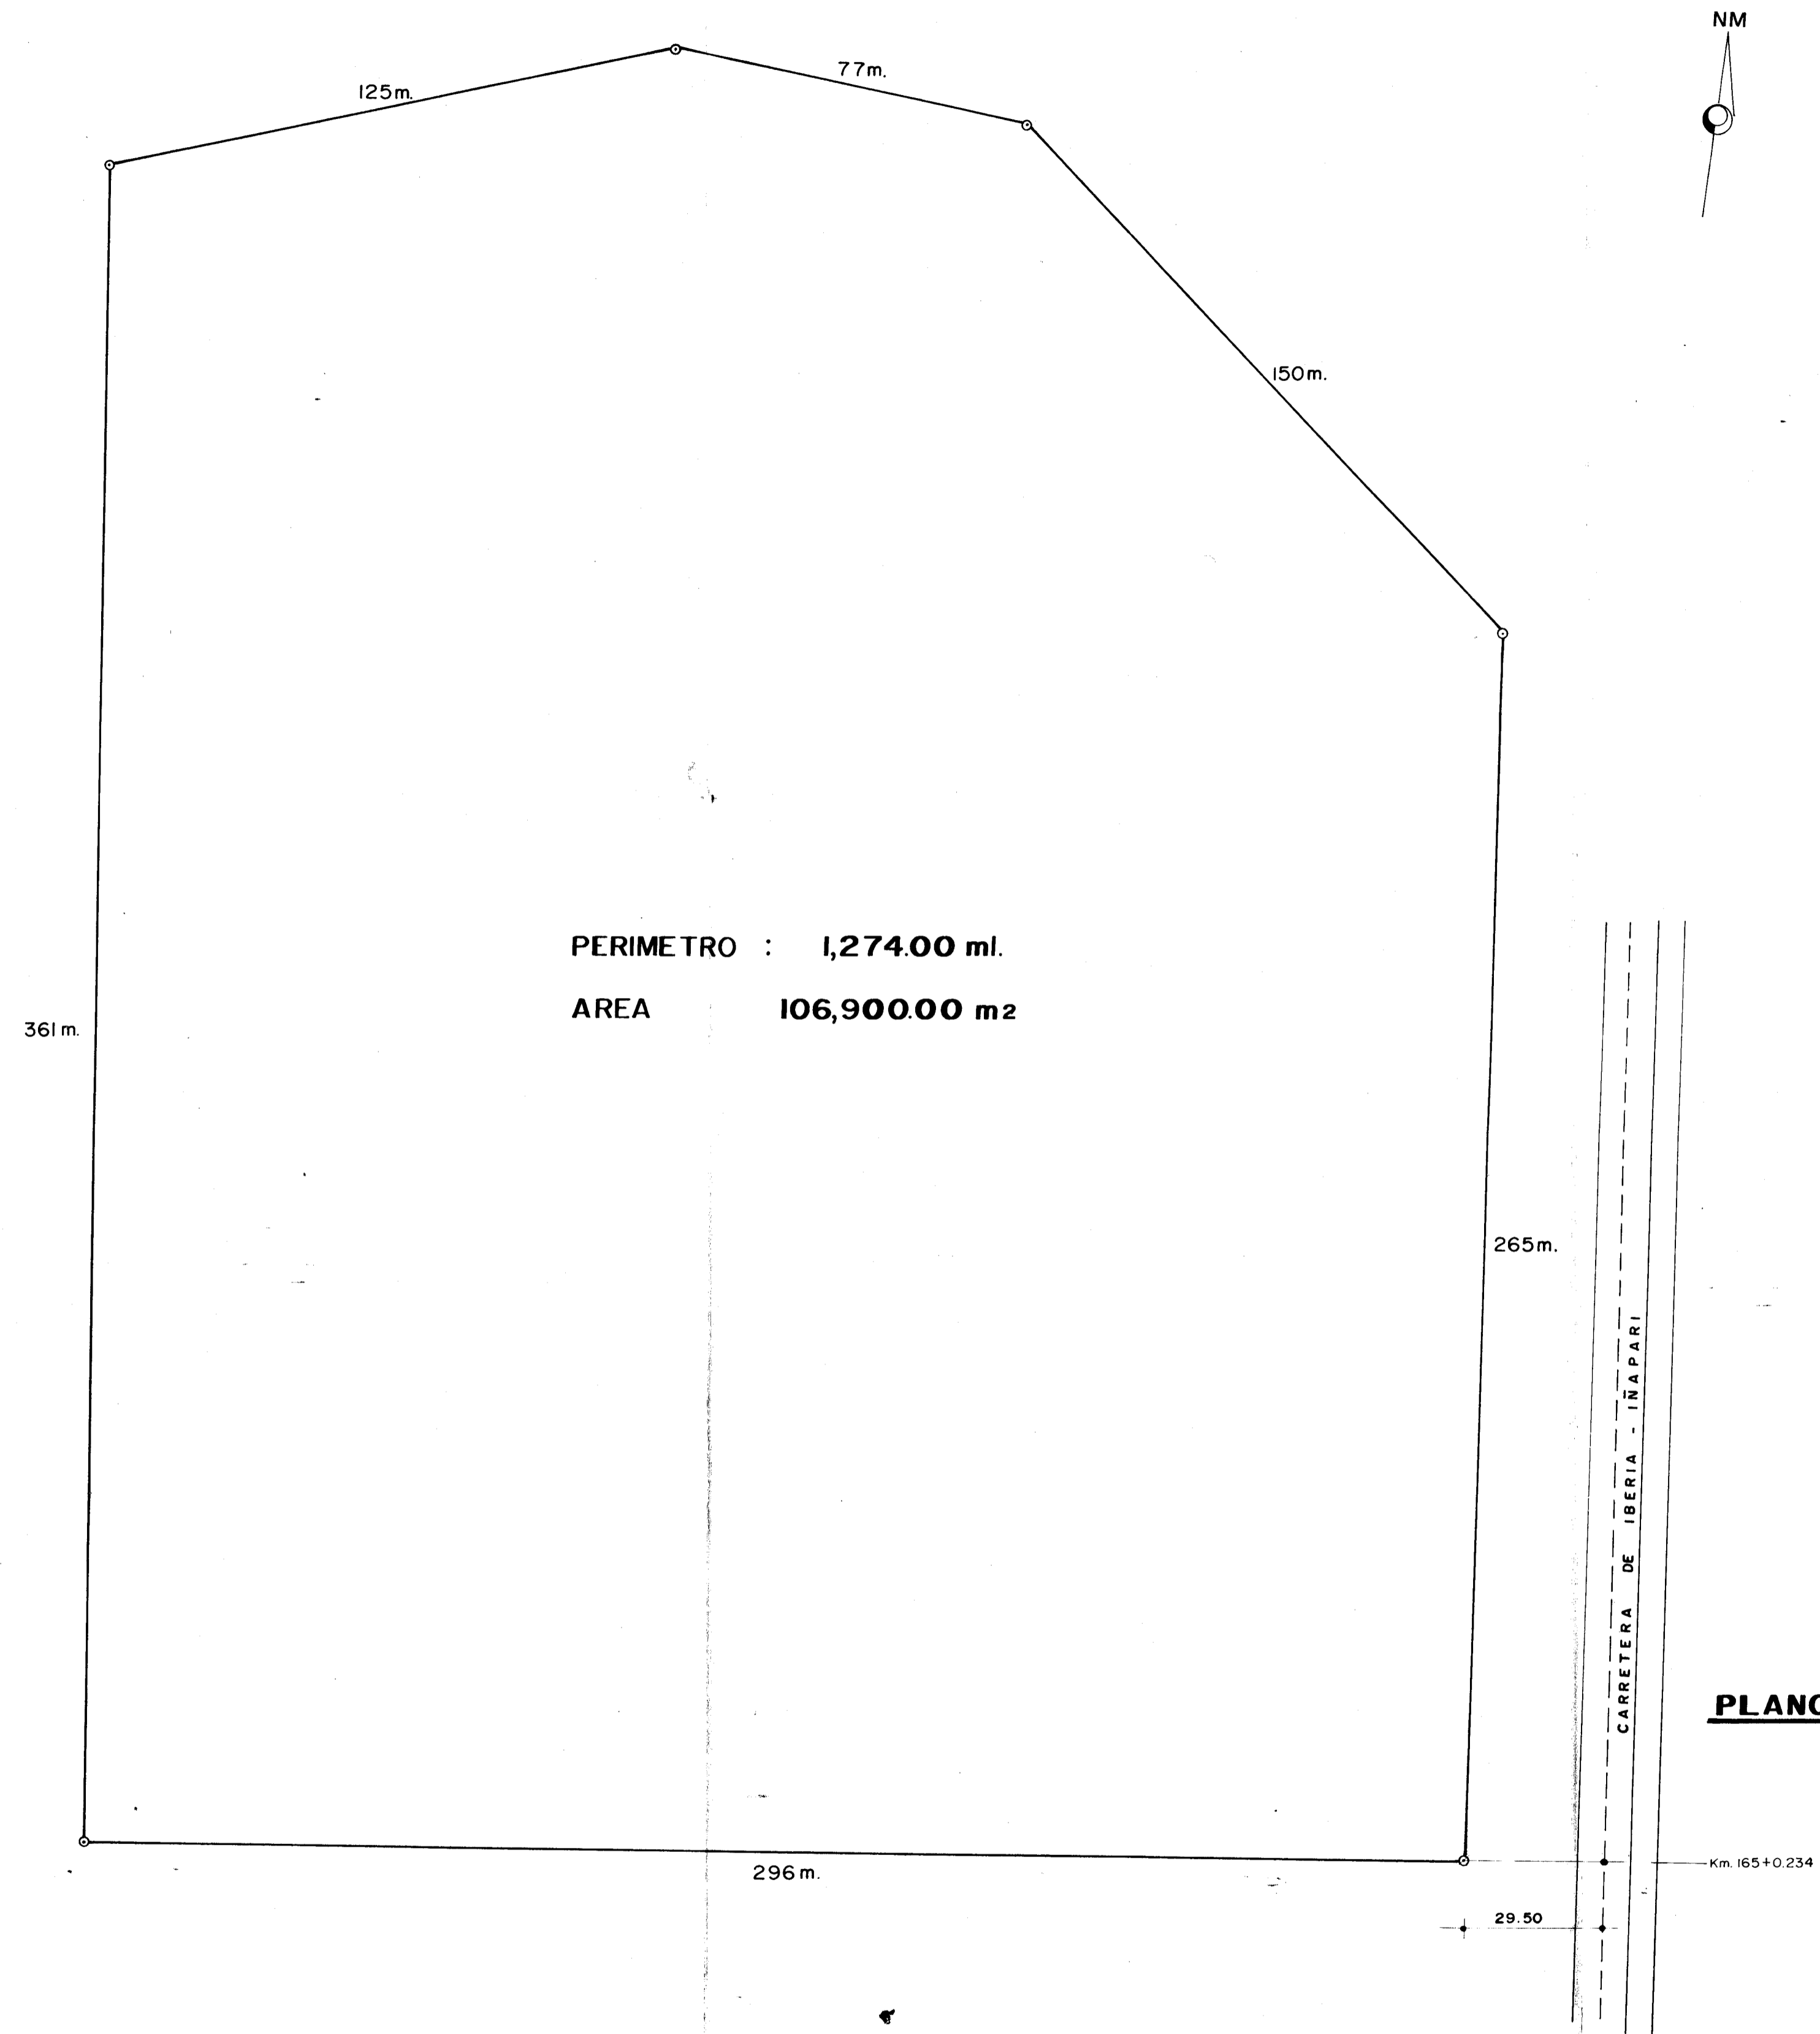 NM
125m.
77m.
150m.
PERIMETRO : 1,274.00 ml.
AREA 106,900.00 m2
361 m.
265m.
CARRETERA DE IBERIA - IÑAPARI
PLANO
296 m.
Km. 165+0.234
29.50